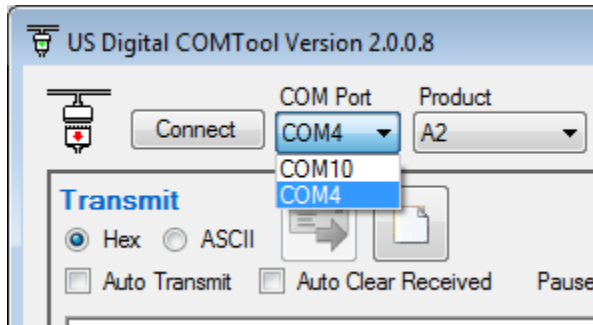 US Digital COMTool Version 2.0.0.8
COM Port Product
Connect COM4 A2
COM10
COM4
Transmit
Hex ASCII
Auto Transmit Auto Clear Received Pause